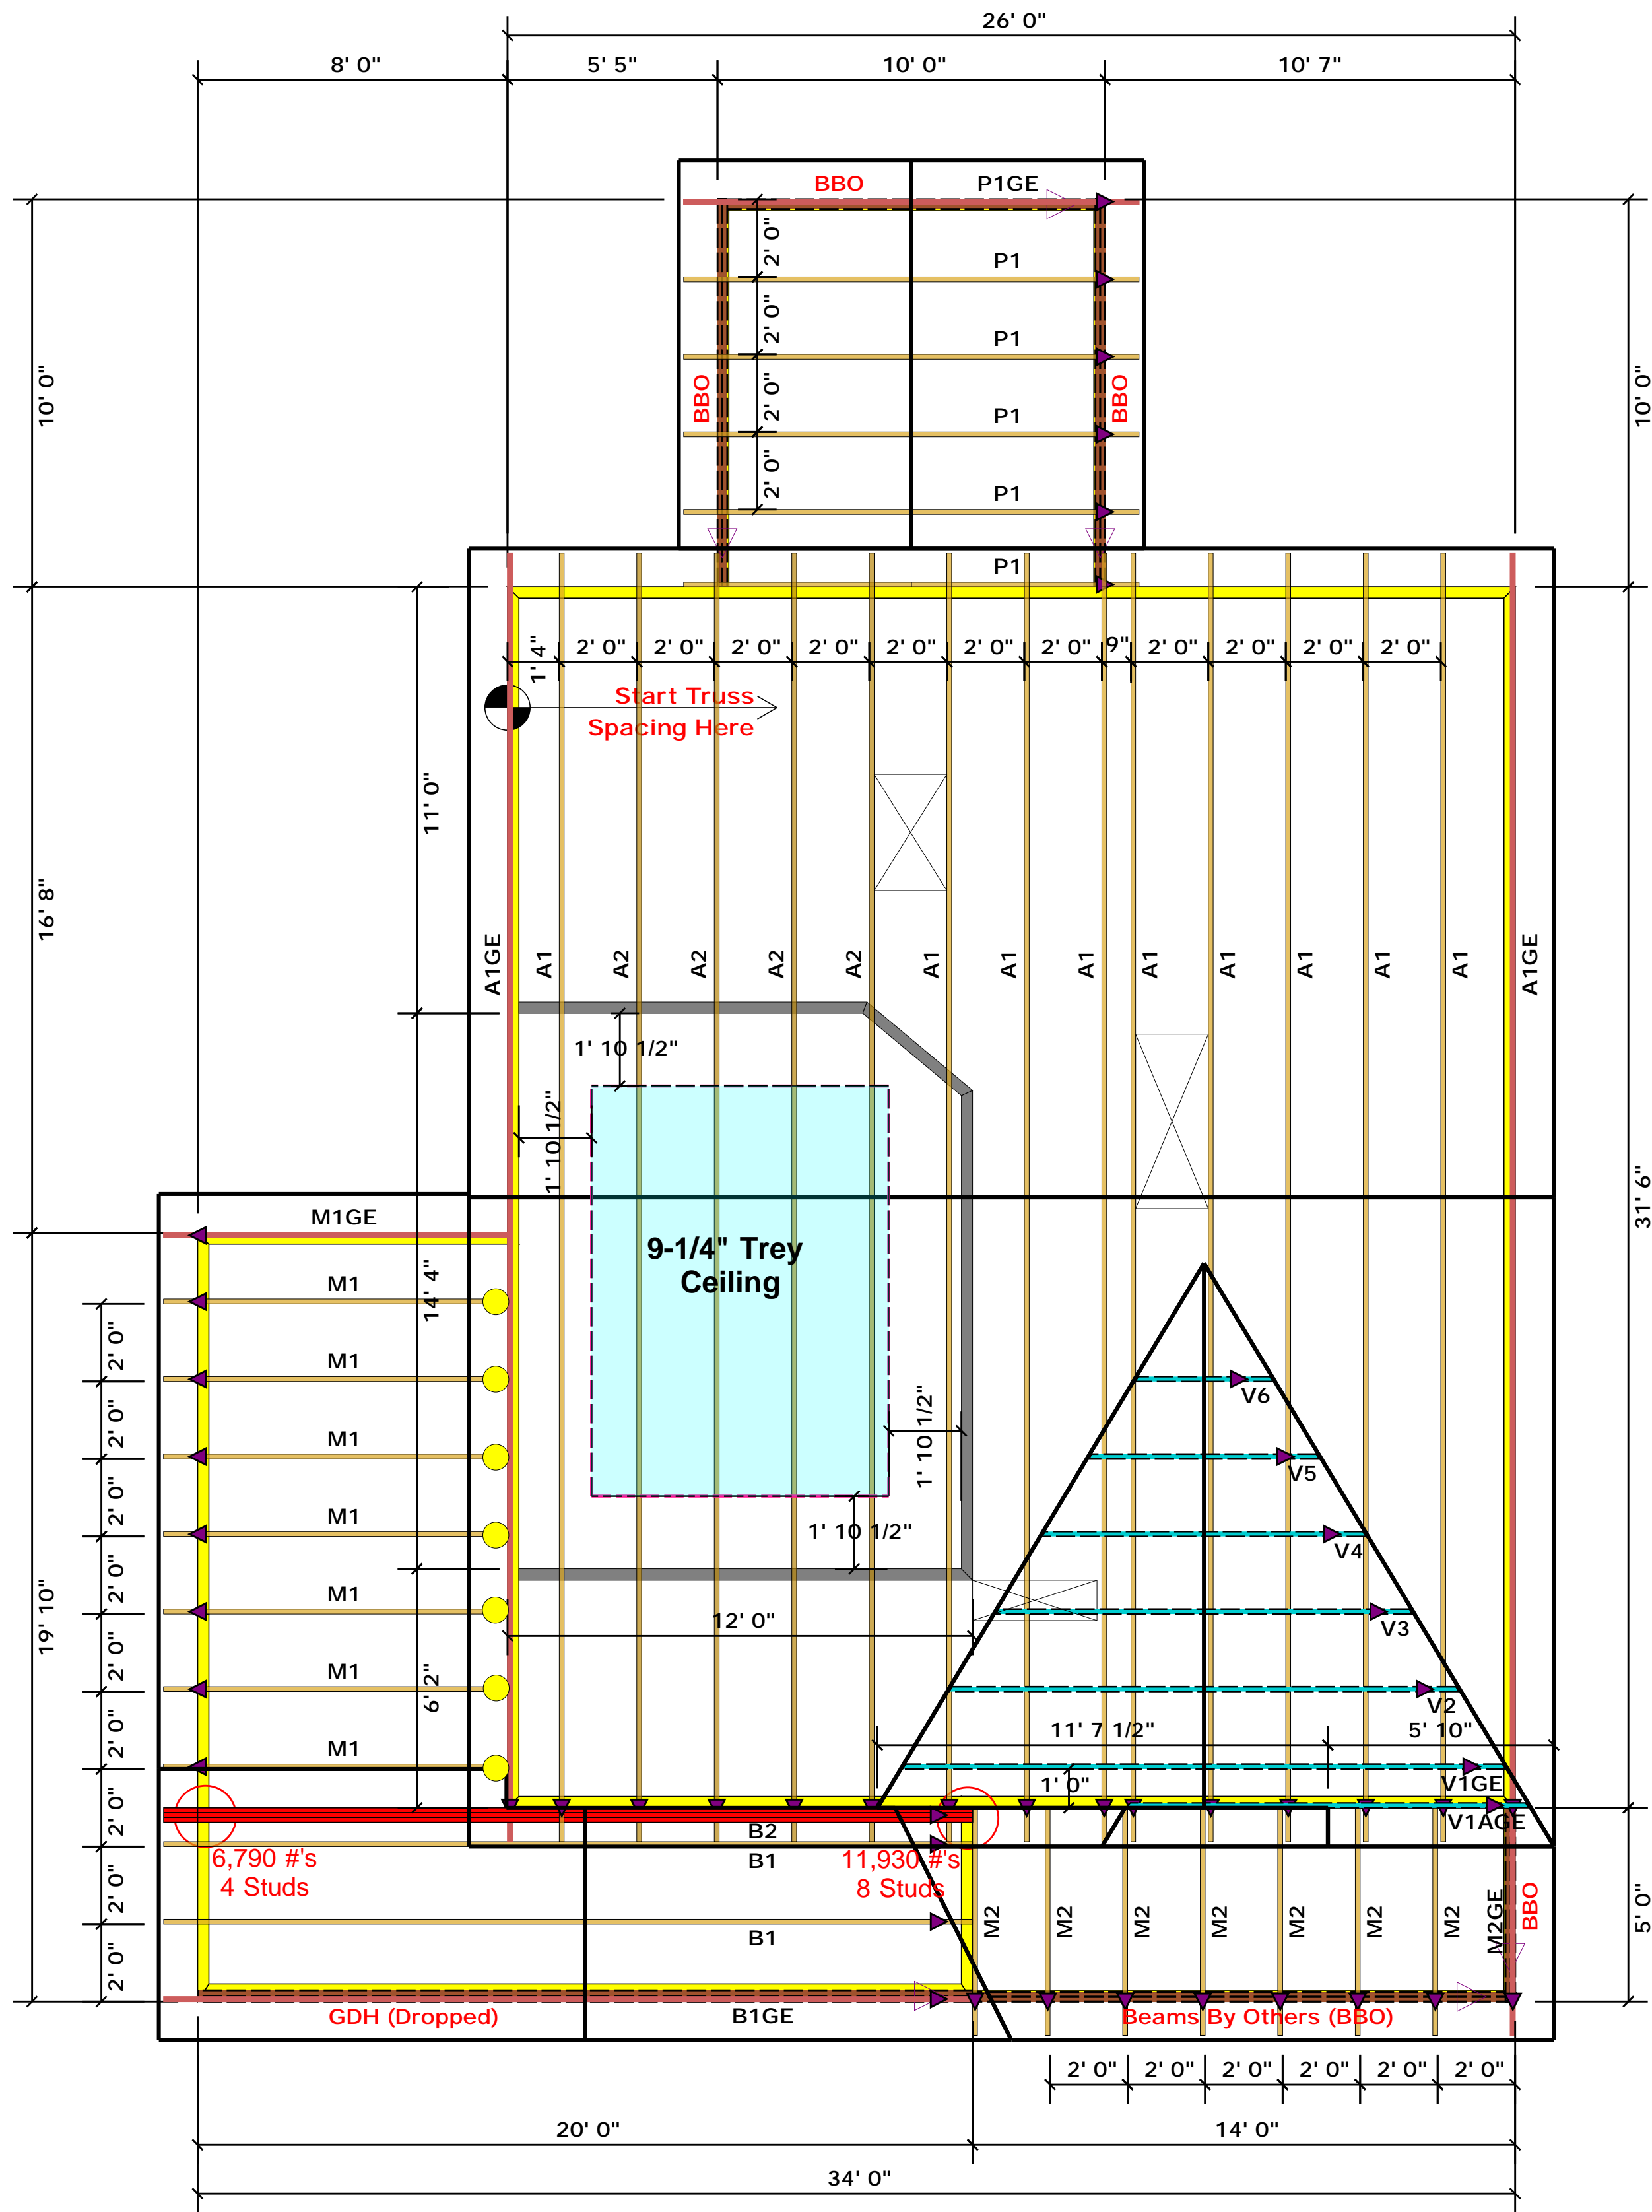 26' 0"
8' 0"
5' 5"
10' 0"
10' 7"
BBO
P1GE
2' 0"
P1
2' 0"
P1
10' 0"
BBO
2' 0"
BBO
10' 0"
P1
2' 0"
P1
P1
1' 4"
2' 0"
2' 0"
2' 0"
2' 0"
2' 0"
2' 0"
2' 0"
9"
2' 0"
2' 0"
2' 0"
2' 0"
Start Truss
Spacing Here
11' 0"
16' 8"
A1GE
A1
A2
A2
A2
A2
A1
A1
A1
A1
A1
A1
A1
A1
A1GE
1' 10 1/2"
1' 10 1/2"
31' 6"
M1GE
9-1/4" Trey
Ceiling
14' 4"
M1
2' 0"
M1
V6
2' 0"
1' 10 1/2"
M1
V5
2' 0"
M1
1' 10 1/2"
V4
2' 0"
M1
19' 10"
12' 0"
V3
2' 0"
M1
6' 2"
V2
2' 0"
11' 7 1/2"
5' 10"
M1
1' 0"
V1GE
2' 0"
V1AGE
B2
6,790 #'s
4 Studs
B1
11,930 #'s
8 Studs
2' 0"
M2
M2
M2
M2
M2
M2
M2
M2GE
BBO
5' 0"
B1
2' 0"
GDH (Dropped)
B1GE
Beams By Others (BBO)
2' 0"
2' 0"
2' 0"
2' 0"
2' 0"
2' 0"
20' 0"
14' 0"
34' 0"